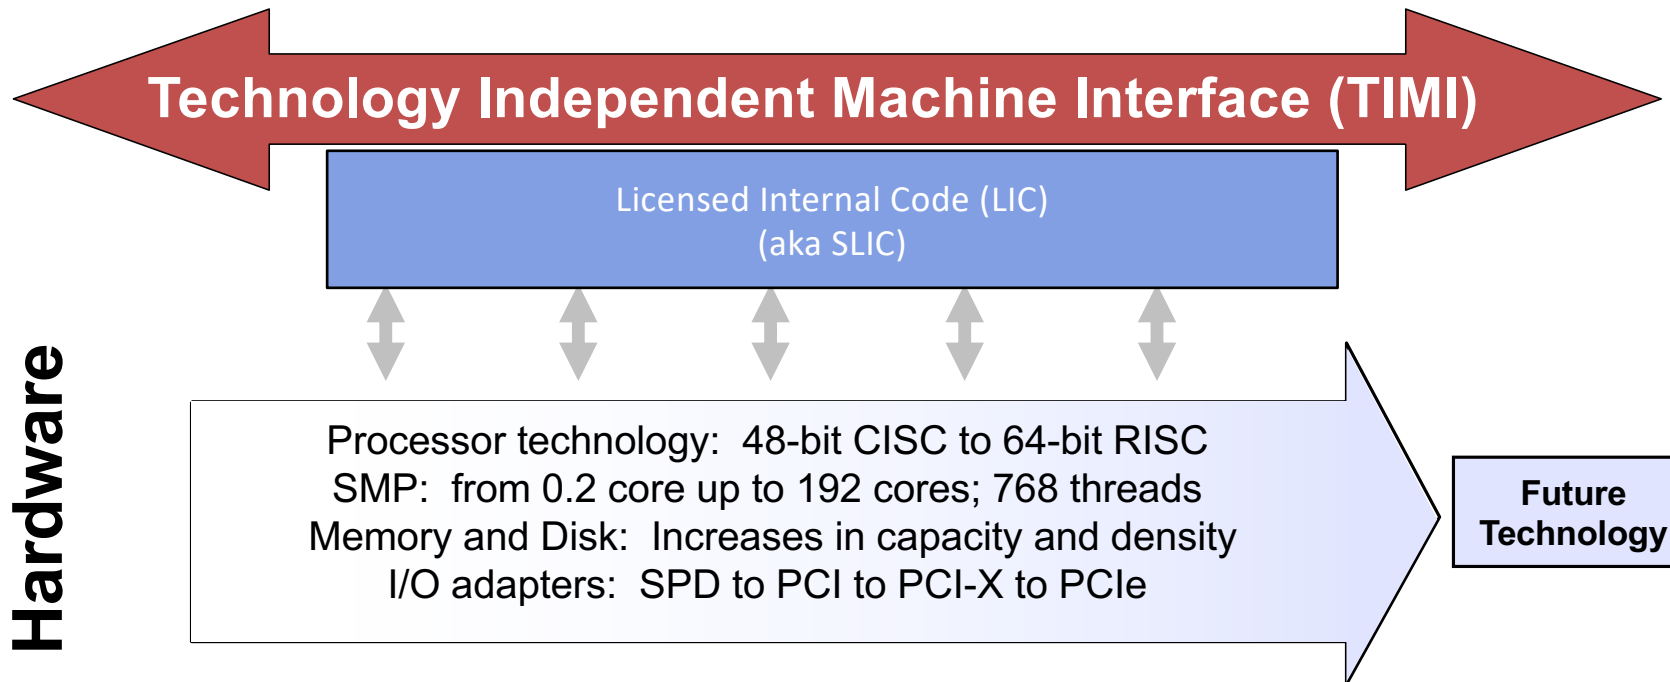 Technology Independent Machine Interface (TIMI)
Licensed Internal Code (LIC)
(aka SLIC)
Hardware
Processor technology:  48-bit CISC to 64-bit RISC
SMP:  from 0.2 core up to 192 cores; 768 threads
Memory and Disk:  Increases in capacity and density
I/O adapters:  SPD to PCI to PCI-X to PCIe
Future
Technology